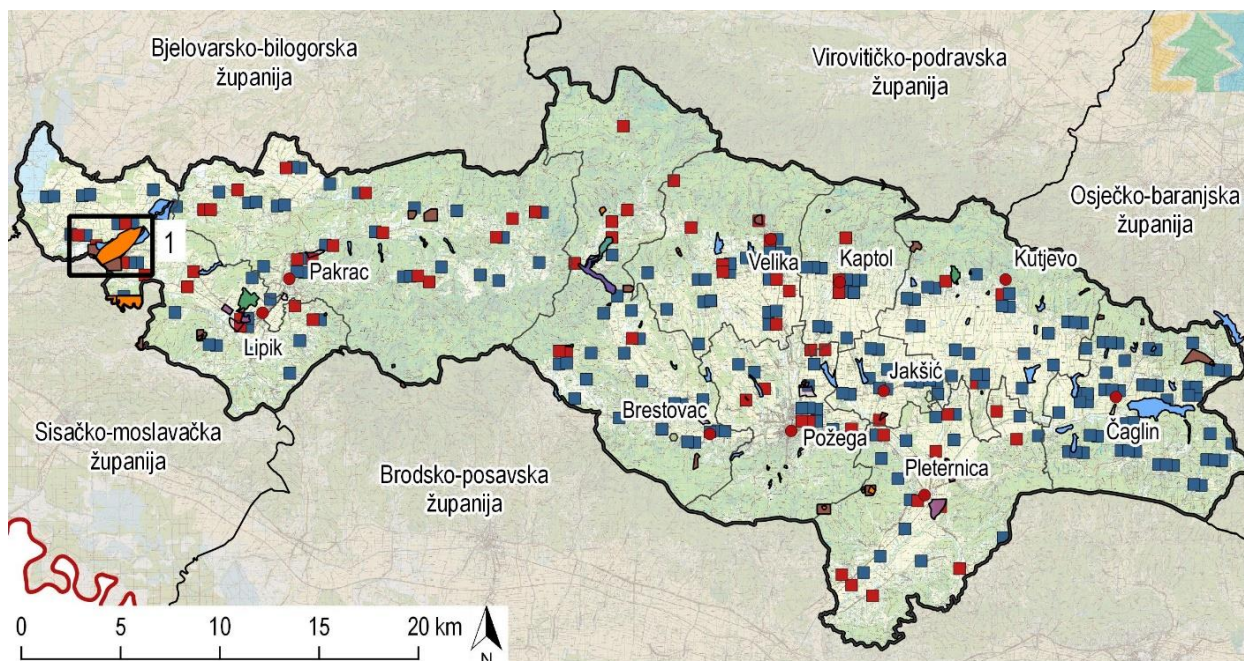 Bjelovarsko-bilogorska
županija
Virovitičko-podravska
županija
Osječko-baranjska
županija
1
Pakrac
Velika
Kaptol
Kutjevo
Lipik
Jakšić
Brestovac
Požega
Čaglin
Sisačko-moslavačka
županija
Brodsko-posavska
županija
Pleternica
0 5 10 15 20 km
N